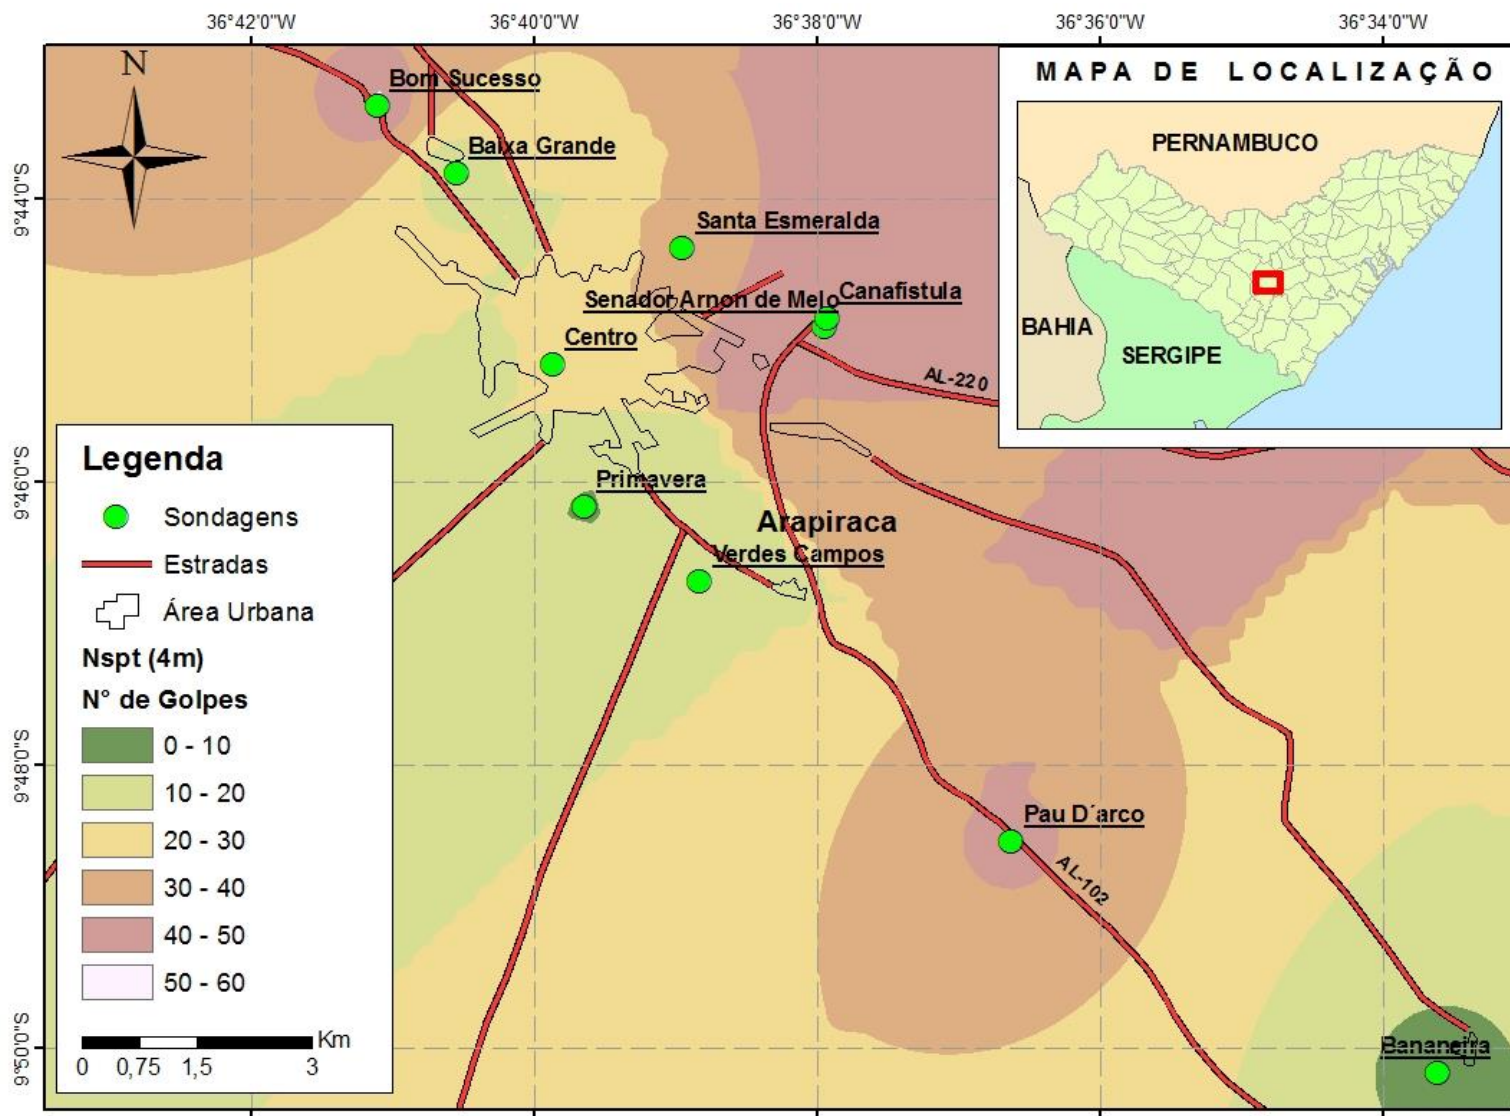 36°42'0"W
36°40'0"W
36°38'0"W
36°36'0"W
36°34'0"W
N
MAPA DE LOCALIZAÇÃO
PERNAMBUCO
BAHIA
SERGIPE
9°44'0"S
9°46'0"S
9°48'0"S
9°50'0"S
Bom Sucesso
Baixa Grande
Santa Esmeralda
Senador Arnon de Melo
Canafístula
Centro
AL-220
Primavera
Arapiraca
Verdes Campos
Pau D´arco
AL-102
Bananeira
Legenda
Sondagens
Estradas
Área Urbana
Nspt (4m)
N° de Golpes
0 - 10
10 - 20
20 - 30
30 - 40
40 - 50
50 - 60
Km
0 0,75 1,5 3